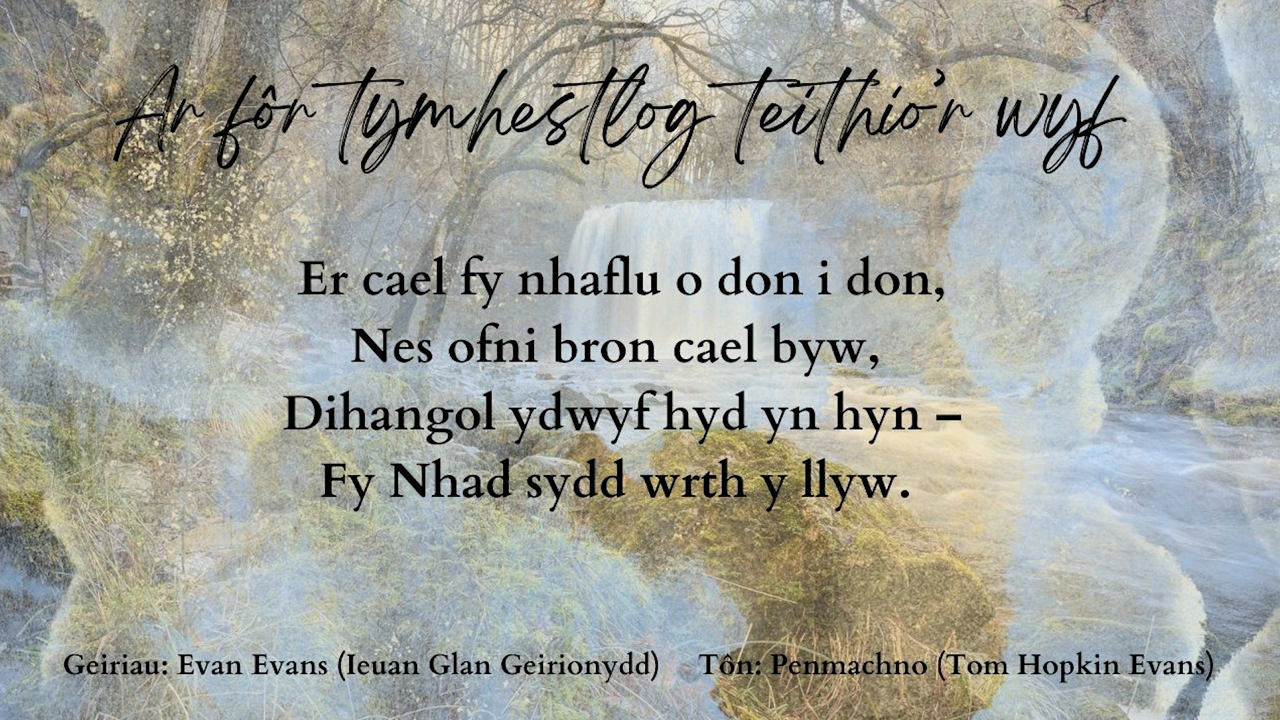 Ar fôr tymhestlog teithio'r wyf
Er cael fy nhaflu o don i don,
Nes ofni bron cael byw,
Dihangol ydwyf hyd yn hyn –
Fy Nhad sydd wrth y llyw.
Geiriau: Evan Evans (Ieuan Glan Geirionydd) Tôn: Penmachno (Tom Hopkin Evans)